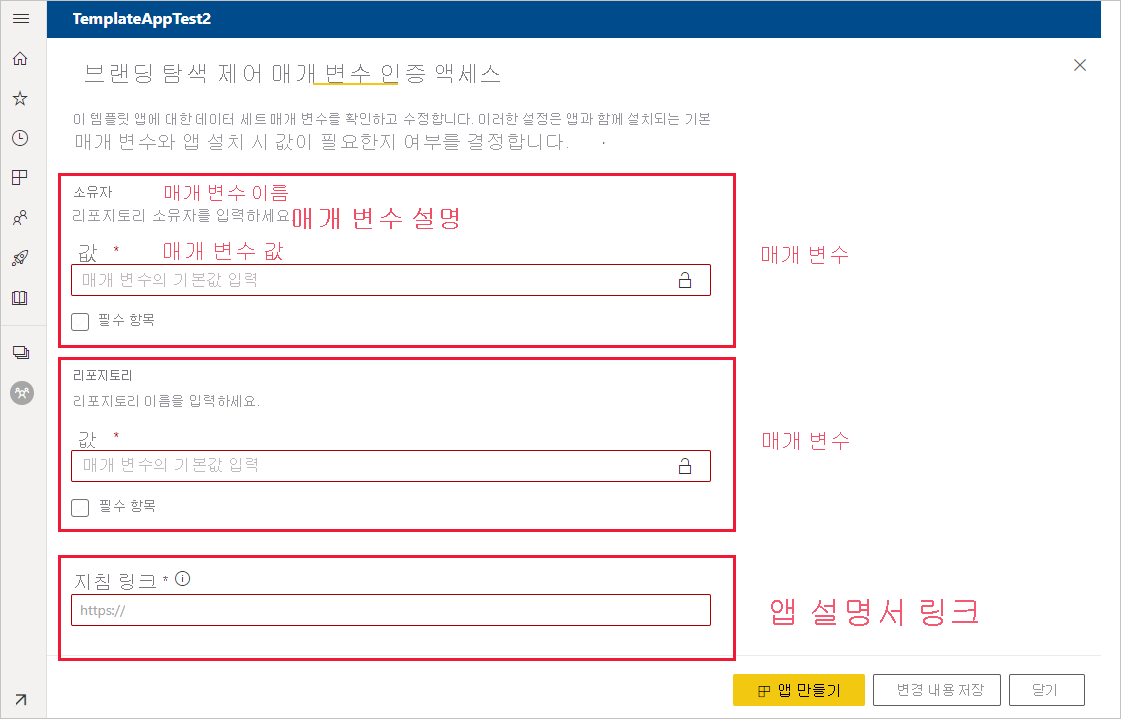 TemplateAppTest2
브랜딩 탐색 제어 매개 변수 인증 액세스
이 템플릿 앱에 대한 데이터 세트 매개 변수를 확인하고 수정합니다. 이러한 설정은 앱과 함께 설치되는 기본
매개 변수와 앱 설치 시 값이 필요한지 여부를 결정합니다.
소유자 매개 변수 이름
리포지토리 소유자를 입력하세요. 매개 변수 설명
값 * 매개 변수 값
매개 변수
매개 변수의 기본값 입력
필수 항목
리포지토리
리포지토리 이름을 입력하세요.
값 *
매개 변수
매개 변수의 기본값 입력
필수 항목
지침 링크 *
https://
앱 설명서 링크
앱 만들기 변경 내용 저장 닫기